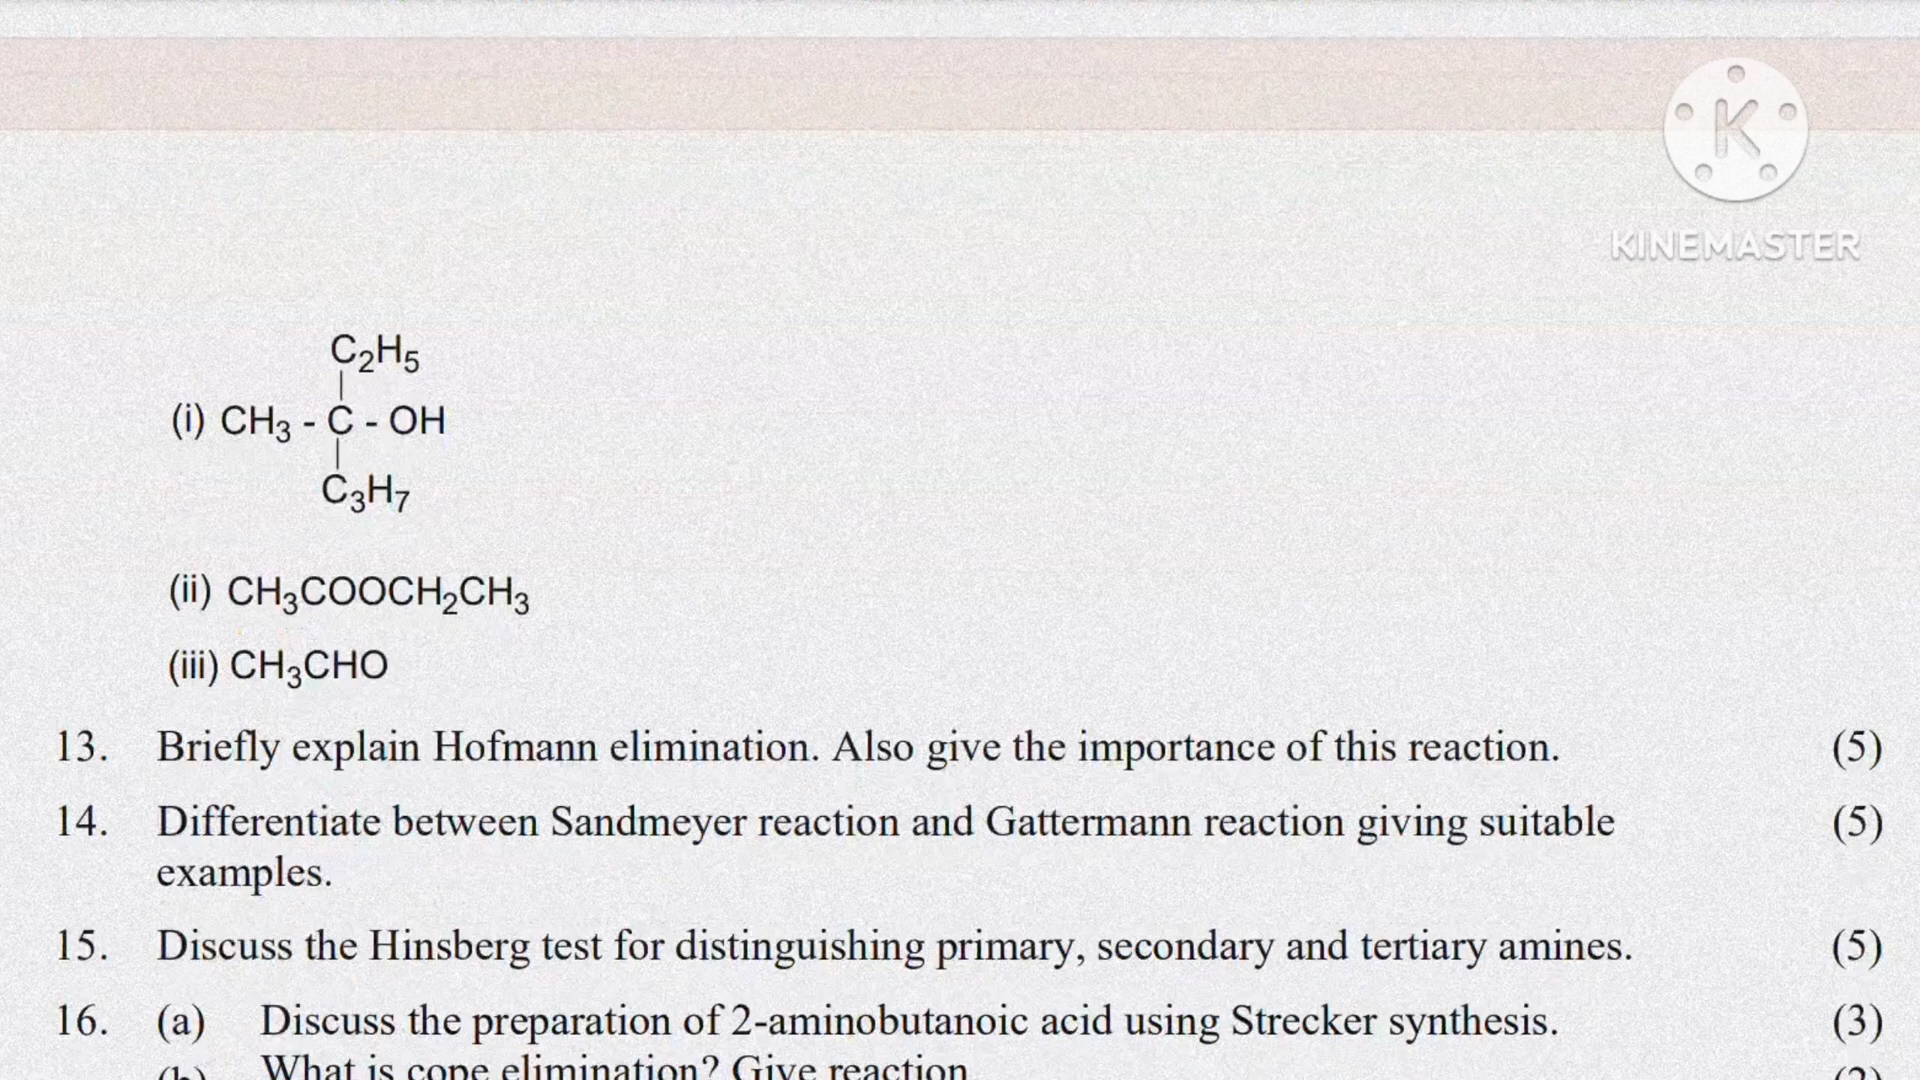 K
KINEMASTER
C₂H₅
(i) CH₃ - C - OH
C₃H₇
(ii) CH₃COOCH₂CH₃
(iii) CH₃CHO
13. Briefly explain Hofmann elimination. Also give the importance of this reaction. (5)
14. Differentiate between Sandmeyer reaction and Gattermann reaction giving suitable (5)
examples.
15. Discuss the Hinsberg test for distinguishing primary, secondary and tertiary amines. (5)
16. (a) Discuss the preparation of 2-aminobutanoic acid using Strecker synthesis. (3)
(b) What is cope elimination? Give reaction. (2)